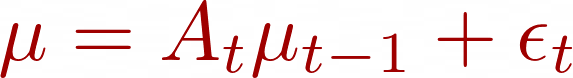 μ = A_t μ_{t−1} + ϵ_t